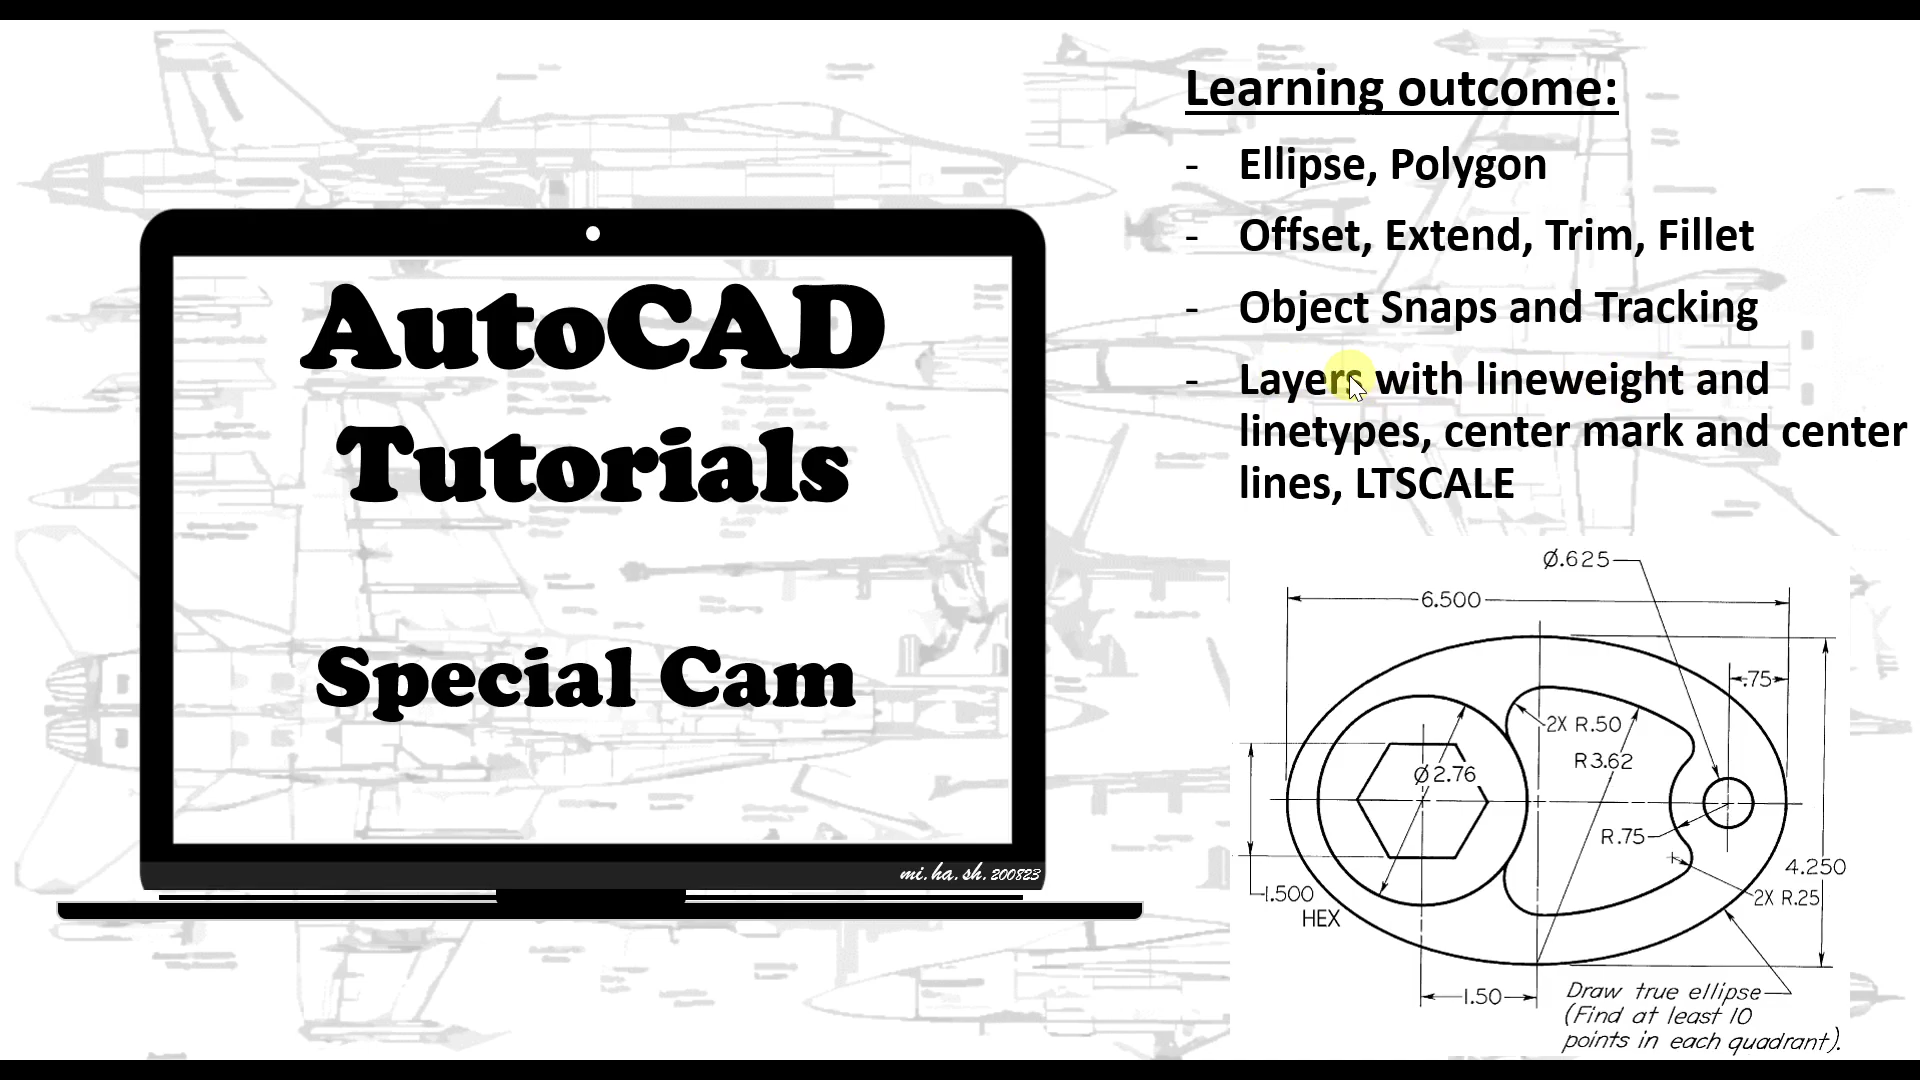 AutoCAD
Tutorials
Special Cam
mi.ha.sh.200823
Learning outcome:
- Ellipse, Polygon
- Offset, Extend, Trim, Fillet
- Object Snaps and Tracking
- Layers with lineweight and
linetypes, center mark and center
lines, LTSCALE
Ø.625
6.500
.75
2X R.50
R3.62
Ø2.76
R.75
4.250
1.500
HEX
2X R.25
1.50
Draw true ellipse
(Find at least 10
points in each quadrant).